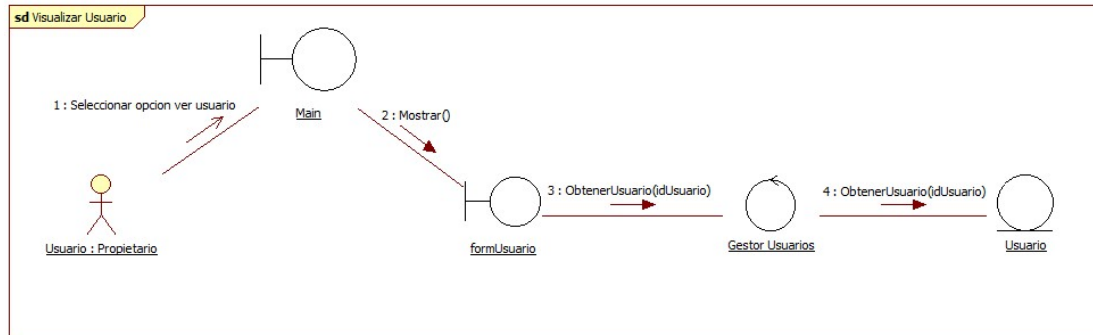 sd Visualizar Usuario
1 : Seleccionar opcion ver usuario
Main
2 : Mostrar()
3 : ObtenerUsuario(idUsuario)
4 : ObtenerUsuario(idUsuario)
Usuario : Propietario
formUsuario
Gestor Usuarios
Usuario